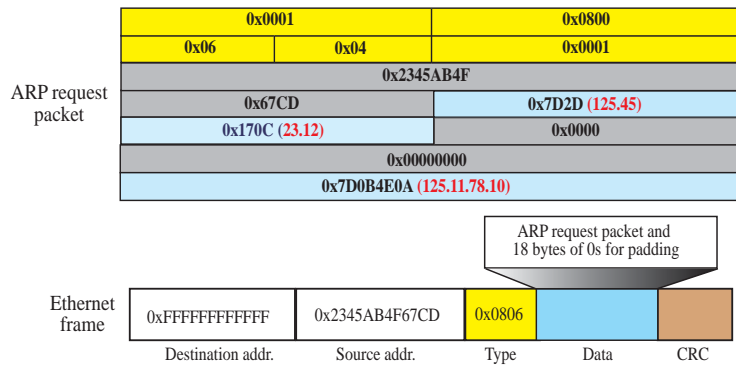 0x0001 0x0800
0x06 0x04 0x0001
0x2345AB4F
ARP request
packet
0x67CD 0x7D2D (125.45)
0x170C (23.12) 0x0000
0x00000000
0x7D0B4E0A (125.11.78.10)
ARP request packet and
18 bytes of 0s for padding
Ethernet
frame
0xFFFFFFFFFFFF 0x2345AB4F67CD 0x0806
Destination addr. Source addr. Type Data CRC